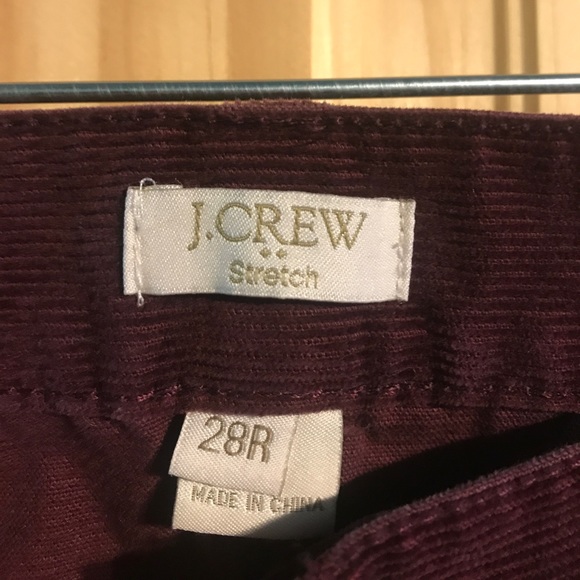 J.CREW
Stretch
28R
MADE IN CHINA